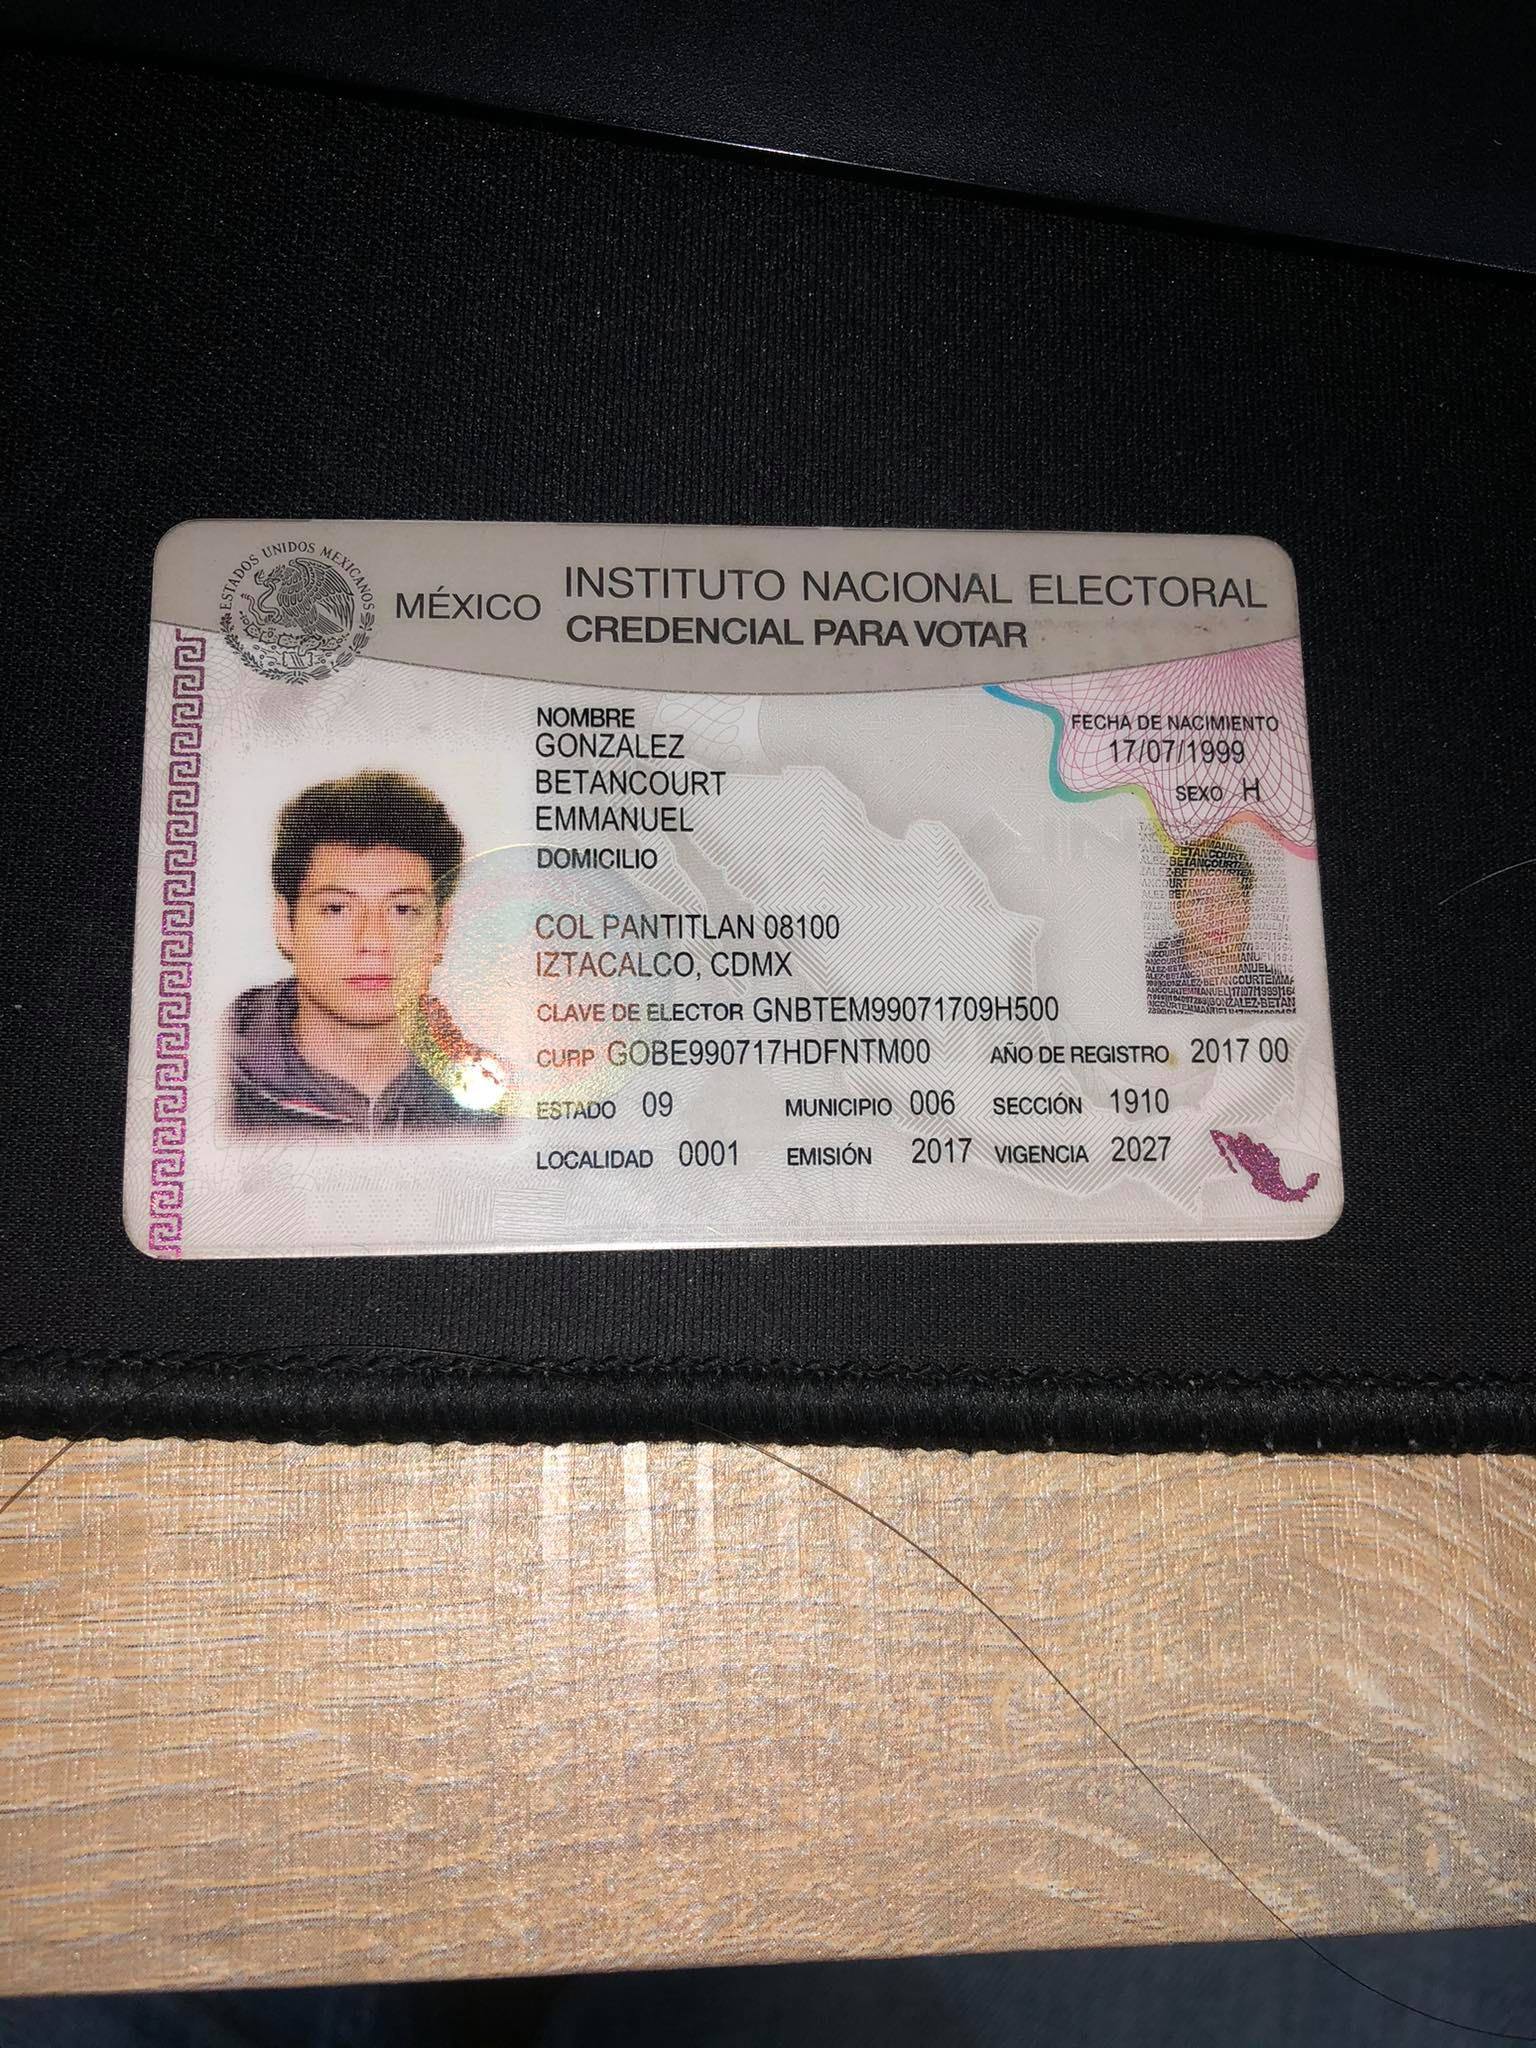 ESTADOS UNIDOS MEXICANOS
MÉXICO
INSTITUTO NACIONAL ELECTORAL
CREDENCIAL PARA VOTAR
NOMBRE
GONZALEZ
BETANCOURT
EMMANUEL
FECHA DE NACIMIENTO
17/07/1999
SEXO H
DOMICILIO
COL PANTITLAN 08100
IZTACALCO, CDMX
CLAVE DE ELECTOR GNBTEM99071709H500
CURP GOBE990717HDFNTM00 AÑO DE REGISTRO 2017 00
ESTADO 09 MUNICIPIO 006 SECCIÓN 1910
LOCALIDAD 0001 EMISIÓN 2017 VIGENCIA 2027